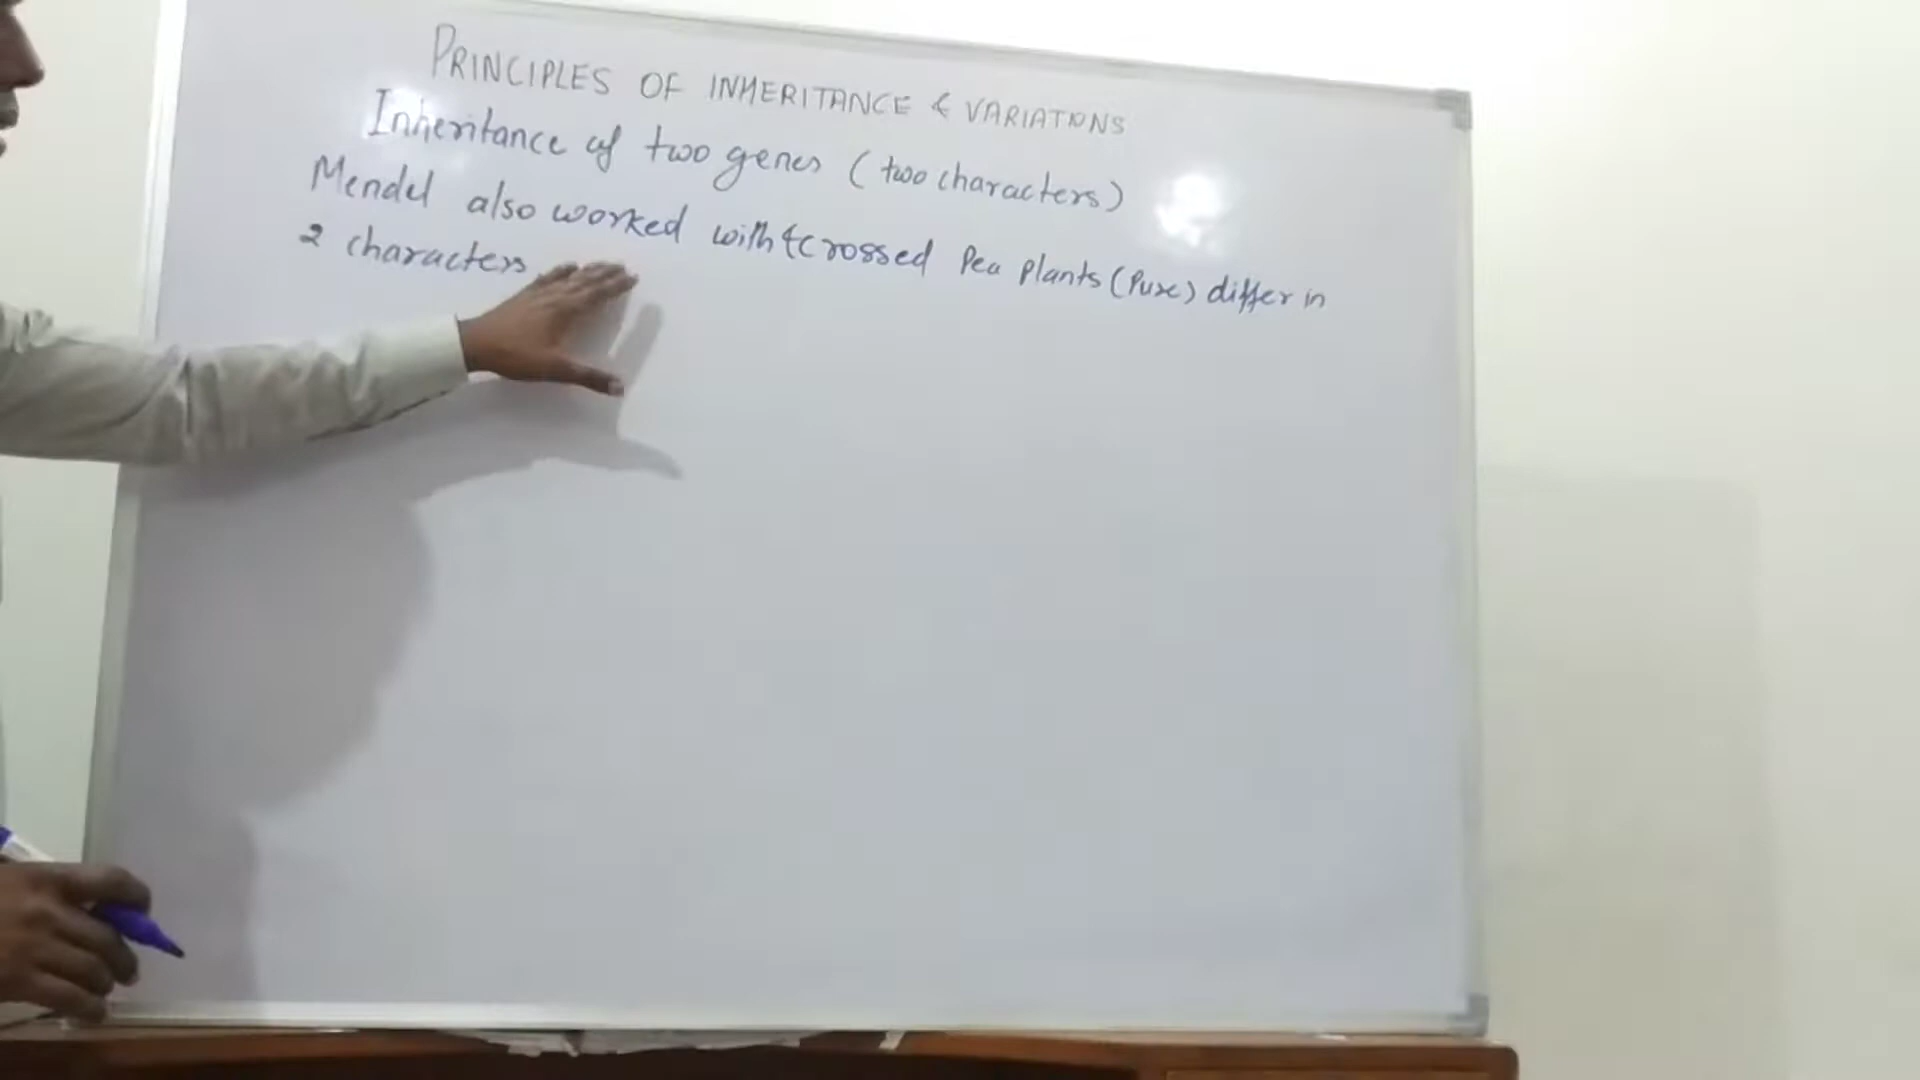 PRINCIPLES OF INHERITANCE & VARIATIONS
Inheritance of two genes (two characters)
Mendel also worked with & crossed Pea plants (Pure) differ in
2 characters